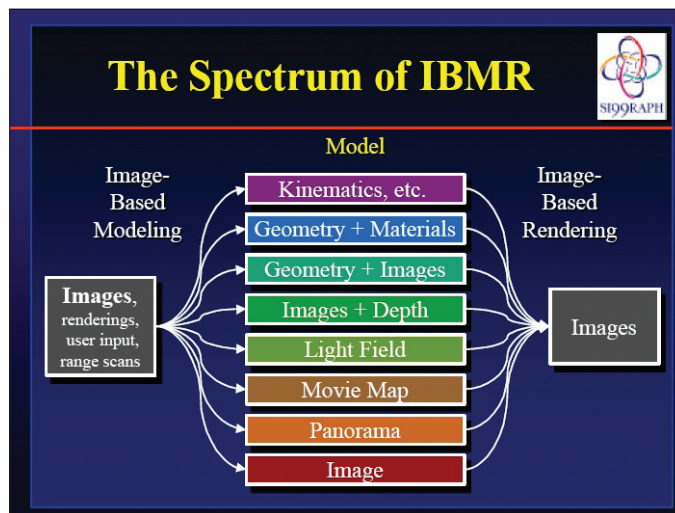 The Spectrum of IBMR
SI99RAPH
Model
Image-
Based
Modeling
Images,
renderings,
user input,
range scans
Kinematics, etc.
Geometry + Materials
Geometry + Images
Images + Depth
Light Field
Movie Map
Panorama
Image
Image-
Based
Rendering
Images